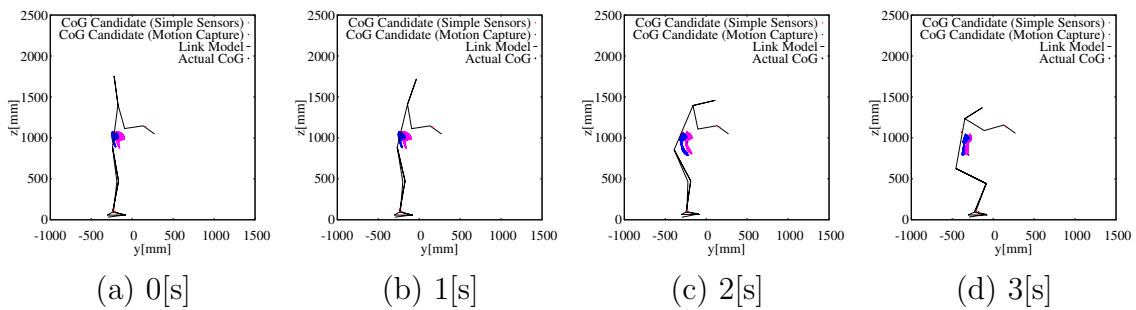 CoG Candidate (Simple Sensors)
CoG Candidate (Motion Capture)
Link Model
Actual CoG
2500
2000
1500
1000
500
0
z[mm]
-1000 -500 0 500 1000 1500
y[mm]
(a) 0[s]
CoG Candidate (Simple Sensors)
CoG Candidate (Motion Capture)
Link Model
Actual CoG
2500
2000
1500
1000
500
0
z[mm]
-1000 -500 0 500 1000 1500
y[mm]
(b) 1[s]
CoG Candidate (Simple Sensors)
CoG Candidate (Motion Capture)
Link Model
Actual CoG
2500
2000
1500
1000
500
0
z[mm]
-1000 -500 0 500 1000 1500
y[mm]
(c) 2[s]
CoG Candidate (Simple Sensors)
CoG Candidate (Motion Capture)
Link Model
Actual CoG
2500
2000
1500
1000
500
0
z[mm]
-1000 -500 0 500 1000 1500
y[mm]
(d) 3[s]